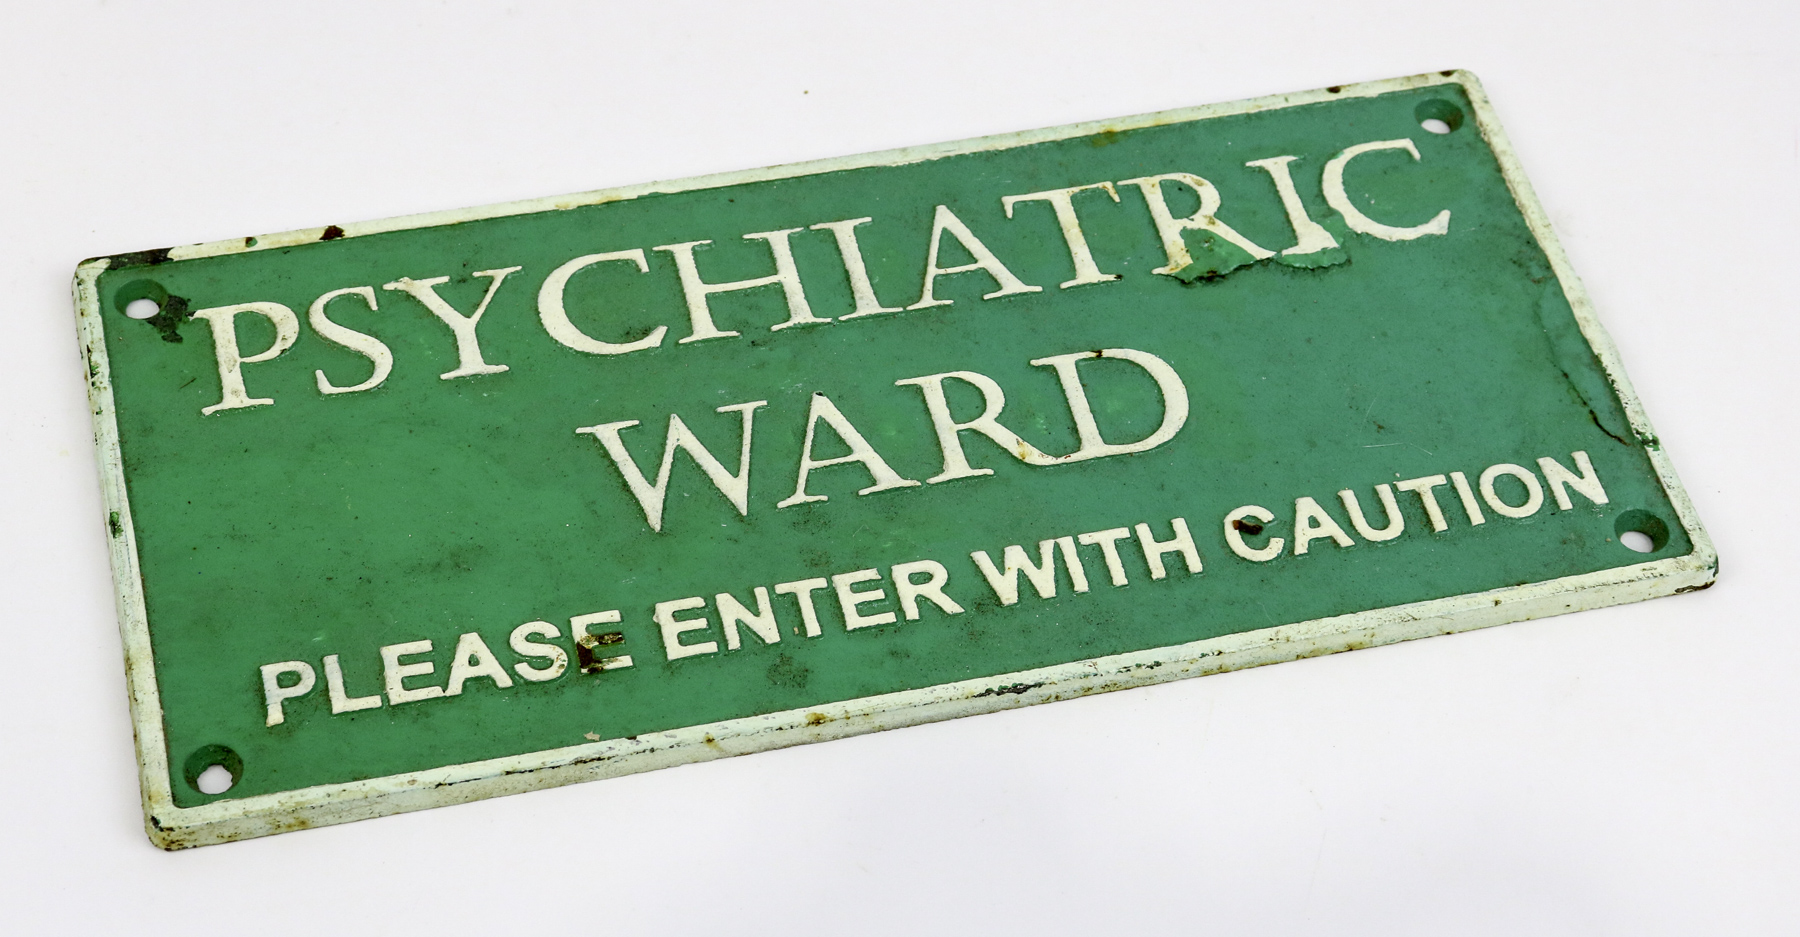 PSYCHIATRIC
WARD
PLEASE ENTER WITH CAUTION